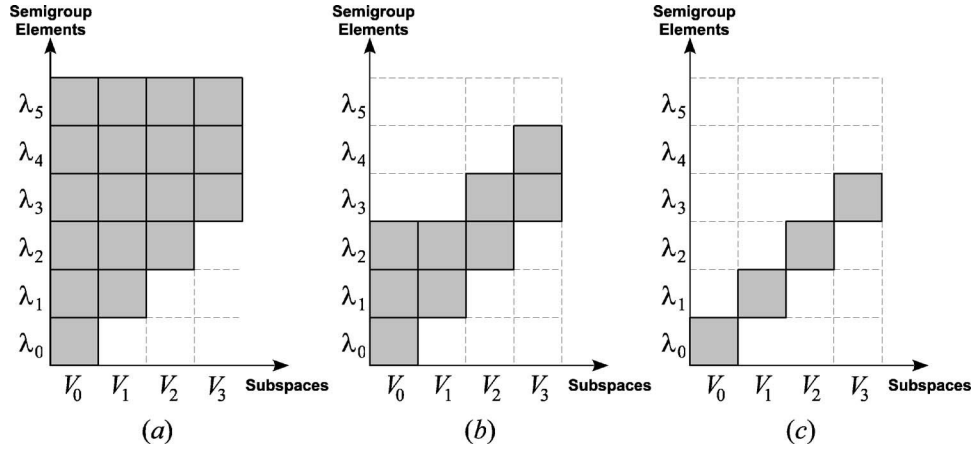 Semigroup
Elements
λ5
λ4
λ3
λ2
λ1
λ0
V0 V1 V2 V3 Subspaces
(a)
Semigroup
Elements
λ5
λ4
λ3
λ2
λ1
λ0
V0 V1 V2 V3 Subspaces
(b)
Semigroup
Elements
λ5
λ4
λ3
λ2
λ1
λ0
V0 V1 V2 V3 Subspaces
(c)